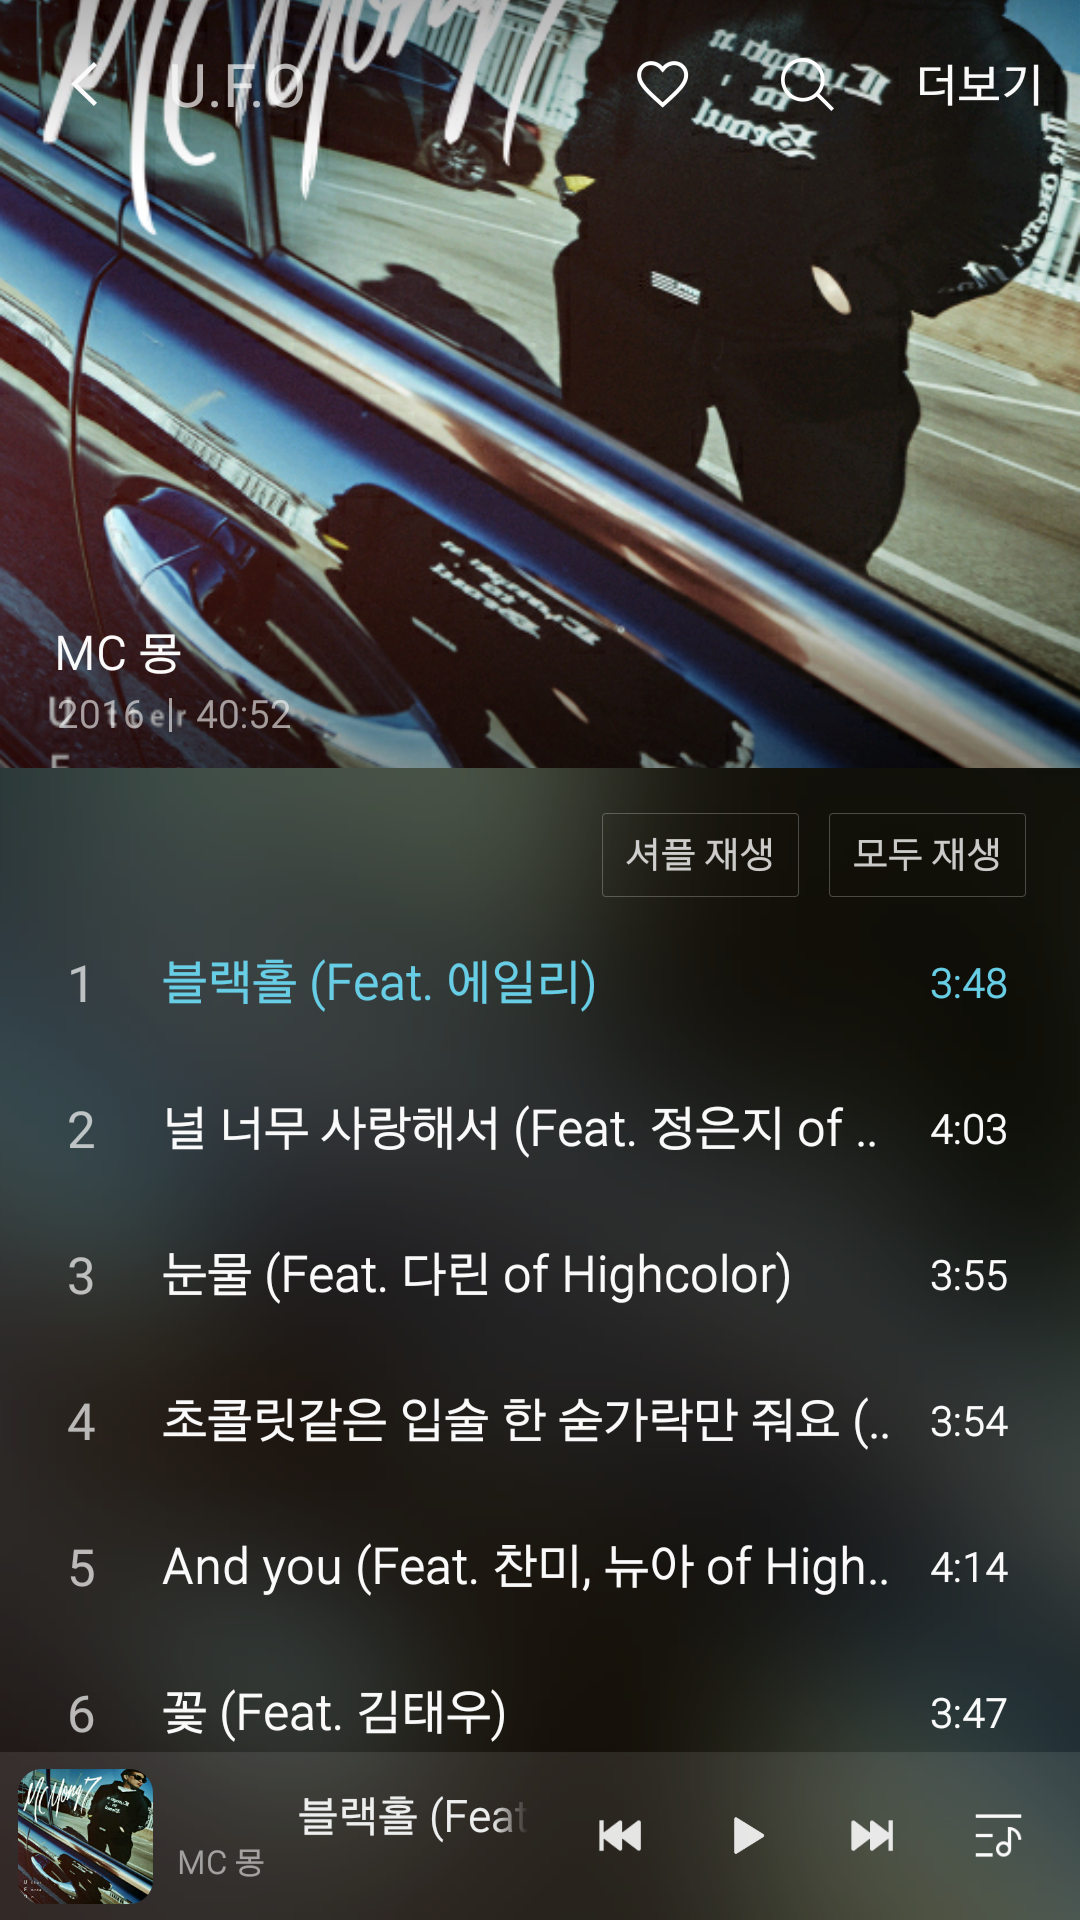 MC Mong 7
U.F.O
더보기
MC 몽
2016 | 40:52
셔플 재생
모두 재생
1 블랙홀 (Feat. 에일리) 3:48
2 널 너무 사랑해서 (Feat. 정은지 of .. 4:03
3 눈물 (Feat. 다린 of Highcolor) 3:55
4 초콜릿같은 입술 한 숟가락만 줘요 (.. 3:54
5 And you (Feat. 찬미, 뉴아 of High.. 4:14
6 꽃 (Feat. 김태우) 3:47
블랙홀 (Feat
MC 몽